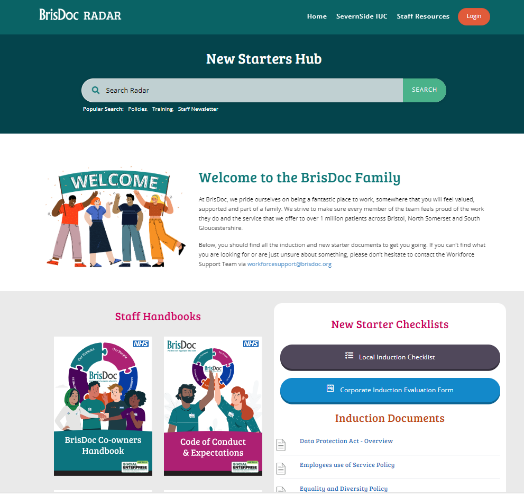 BrisDoc RADAR
Home SevernSide IUC Staff Resources Login
New Starters Hub
Search Radar SEARCH
Popular Search: Policies, Training, Staff Newsletter
WELCOME
Welcome to the BrisDoc Family
At BrisDoc, we pride ourselves on being a fantastic place to work, somewhere that you will feel valued,
supported and part of a family. We strive to make sure every member of the team feels proud of the work
they do and the service that we offer to over 1 million patients across Bristol, North Somerset and South
Gloucestershire.
Below, you should find all the induction and new starter documents to get you going. If you can't find what
you are looking for or are just unsure about something, please don't hesitate to contact the Workforce
Support Team via workforcesupport@brisdoc.org
Staff Handbooks
BrisDoc
NHS
BrisDoc
BrisDoc Co-owners
Handbook
SOCIAL
ENTERPRISE
BrisDoc
NHS
BrisDoc
Code of Conduct
& Expectations
SOCIAL
ENTERPRISE
New Starter Checklists
Local Induction Checklist
Corporate Induction Evaluation Form
Induction Documents
Data Protection Act - Overview
Employees use of Service Policy
Equality and Diversity Policy